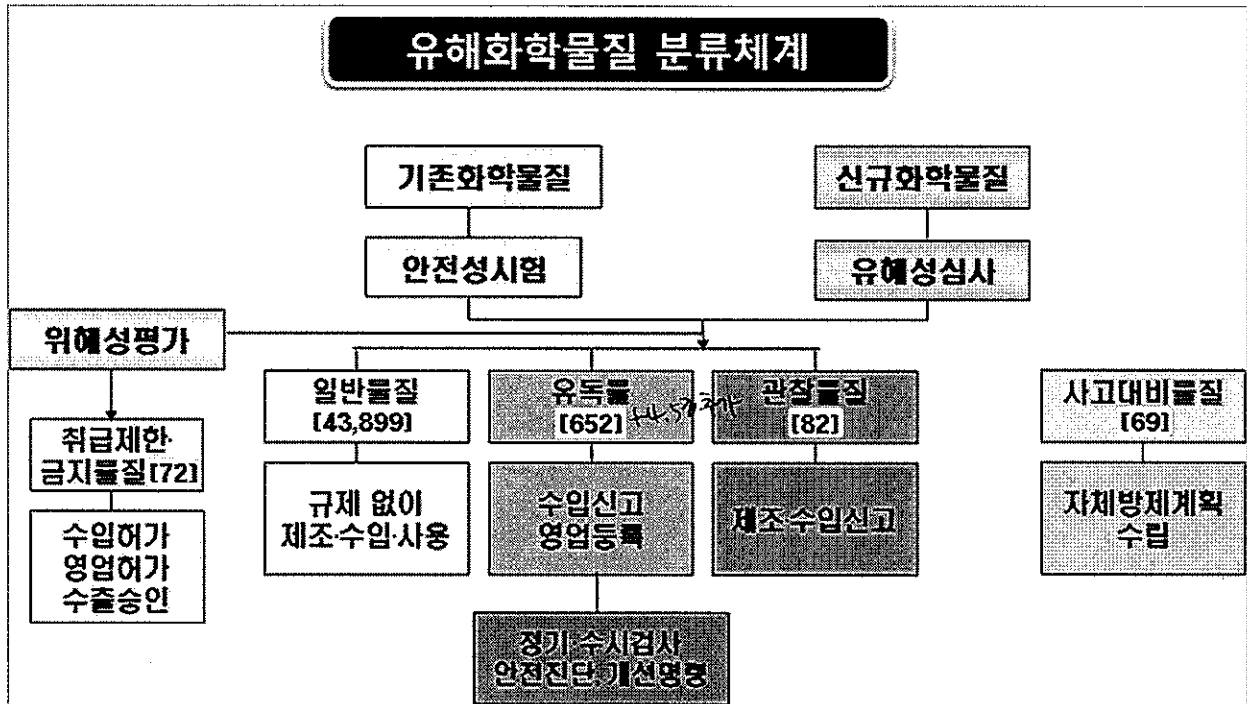 유해화학물질 분류체계
기존화학물질
신규화학물질
안전성시험
유해성심사
위해성평가
일반물질
[43,899]
유독물
[652]
관찰물질
[82]
사고대비물질
[69]
취급제한·
금지물질[72]
규제 없이
제조·수입·사용
수입신고
영업등록
제조·수입신고
자체방제계획
수립
수입허가
영업허가
수출승인
정기·수시검사
안전진단, 개선명령